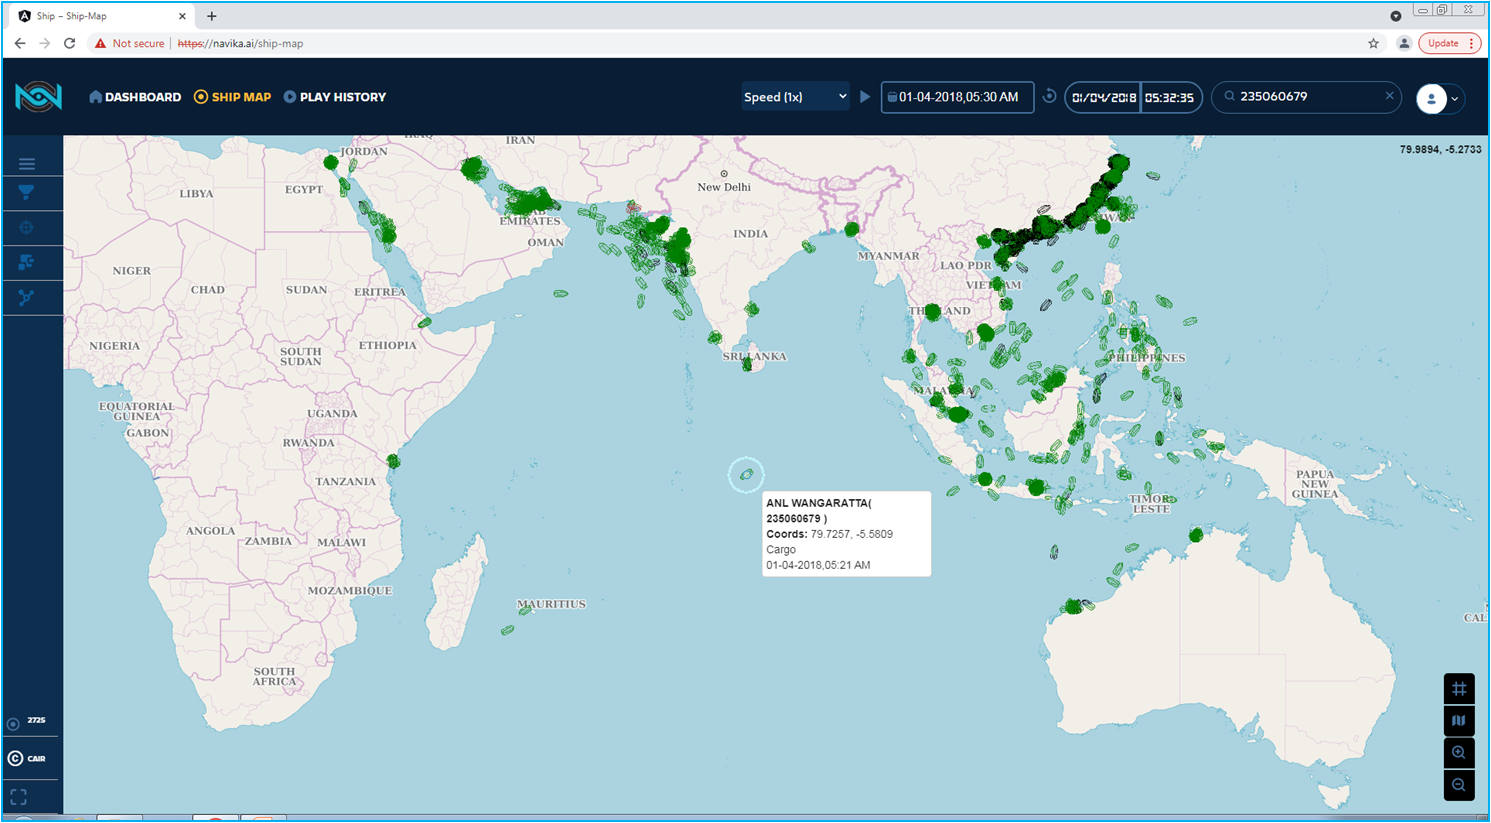 Ship – Ship-Map
Not secure
https://navika.ai/ship-map
Update
DASHBOARD
SHIP MAP
PLAY HISTORY
Speed (1x)
01-04-2018,05:30 AM
01/04/2018
05:32:35
235060679
79.9894, -5.2733
JORDAN
IRAN
LIBYA
EGYPT
New Delhi
EMIRATES
OMAN
INDIA
MYANMAR
LAO PDR
NIGER
CHAD
SUDAN
ERITREA
VIETNAM
THAILAND
NIGERIA
SOUTH
SUDAN
ETHIOPIA
SRI LANKA
PHILIPPINES
MALAYSIA
EQUATORIAL
GUINEA
GABON
UGANDA
RWANDA
TANZANIA
PAPUA
NEW
GUINEA
TIMOR
LESTE
ANL WANGARATTA(
235060679 )
Coords: 79.7257, -5.5809
Cargo
01-04-2018,05:21 AM
ANGOLA
ZAMBIA
MALAWI
MOZAMBIQUE
MAURITIUS
CAL
SOUTH
AFRICA
2725
C CAIR